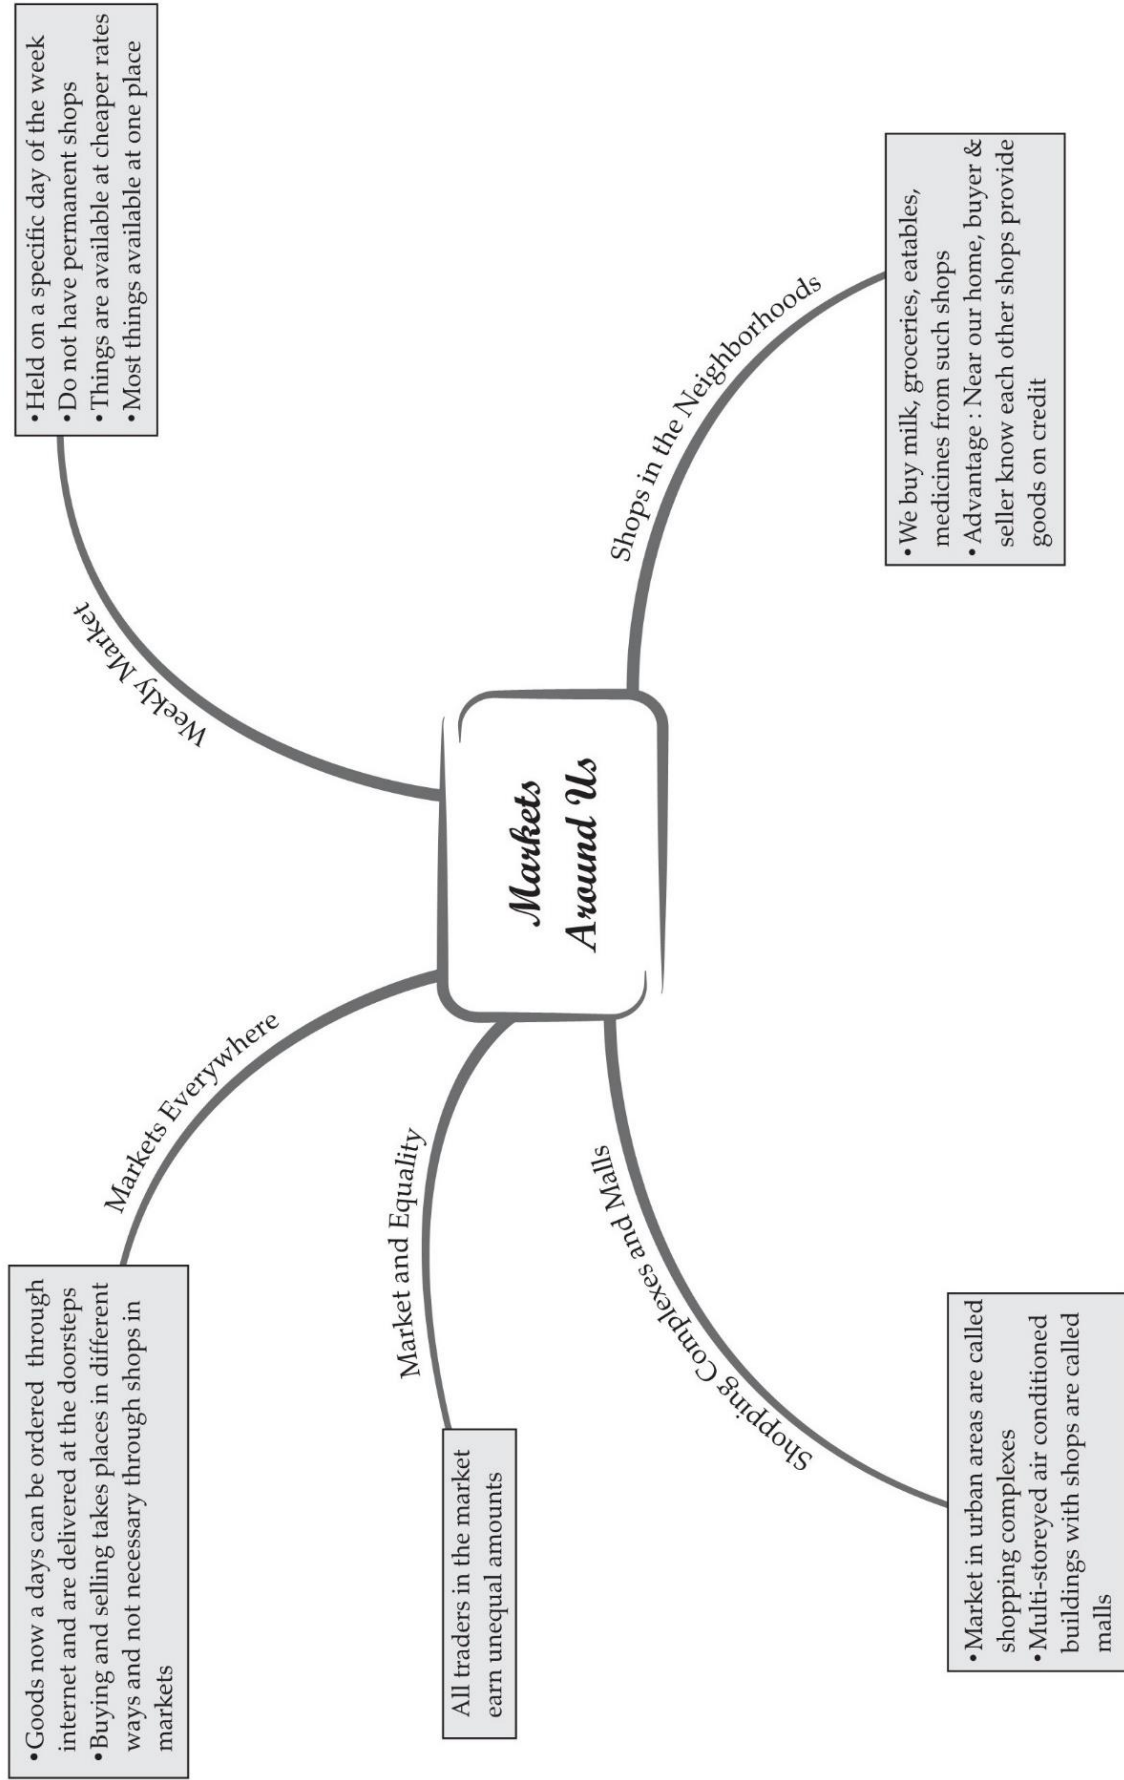 Markets
Around Us
Weekly Market
•Held on a specific day of the week
•Do not have permanent shops
•Things are available at cheaper rates
•Most things available at one place
Shops in the Neighborhoods
•We buy milk, groceries, eatables,
medicines from such shops
•Advantage : Near our home, buyer &
seller know each other shops provide
goods on credit
Shopping Complexes and Malls
•Market in urban areas are called
shopping complexes
•Multi-storeyed air conditioned
buildings with shops are called
malls
Market and Equality
All traders in the market
earn unequal amounts
Markets Everywhere
•Goods now a days can be ordered through
internet and are delivered at the doorsteps
•Buying and selling takes places in different
ways and not necessary through shops in
markets